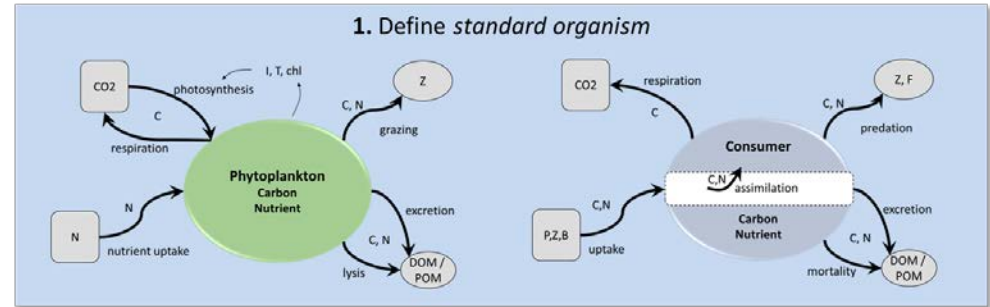 1. Define standard organism
CO2
photosynthesis
I, T, chl
C
respiration
Z
C, N
grazing
Phytoplankton
Carbon
Nutrient
N
N
nutrient uptake
excretion
C, N
lysis
DOM /
POM
CO2
respiration
C
Z, F
C, N
predation
Consumer
C,N
assimilation
Carbon
Nutrient
P,Z,B
C,N
uptake
excretion
C, N
mortality
DOM /
POM